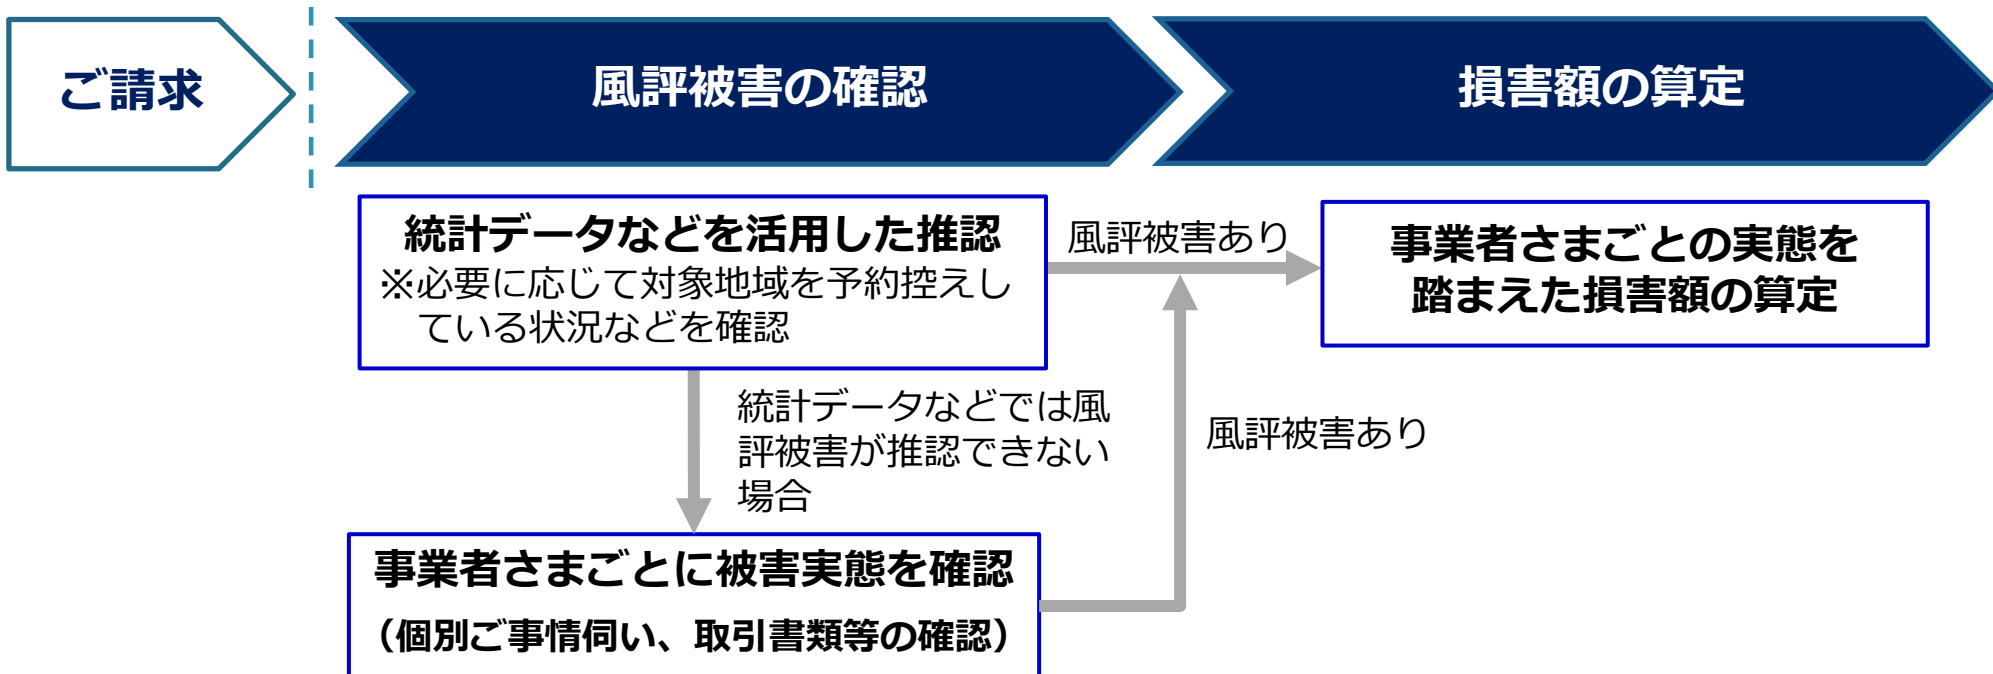 ご請求
風評被害の確認
損害額の算定
統計データなどを活用した推認
※必要に応じて対象地域を予約控えし
ている状況などを確認
風評被害あり
事業者さまごとの実態を
踏まえた損害額の算定
統計データなどでは風
評被害が推認できない
場合
風評被害あり
事業者さまごとに被害実態を確認
（個別ご事情伺い、取引書類等の確認）